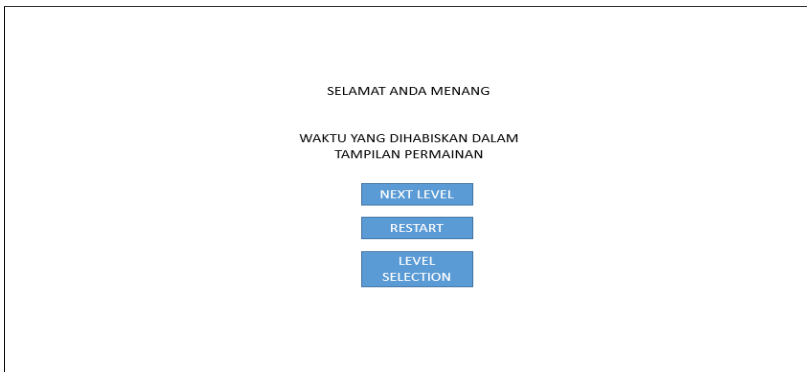 SELAMAT ANDA MENANG
WAKTU YANG DIHABISKAN DALAM
TAMPILAN PERMAINAN
NEXT LEVEL
RESTART
LEVEL
SELECTION